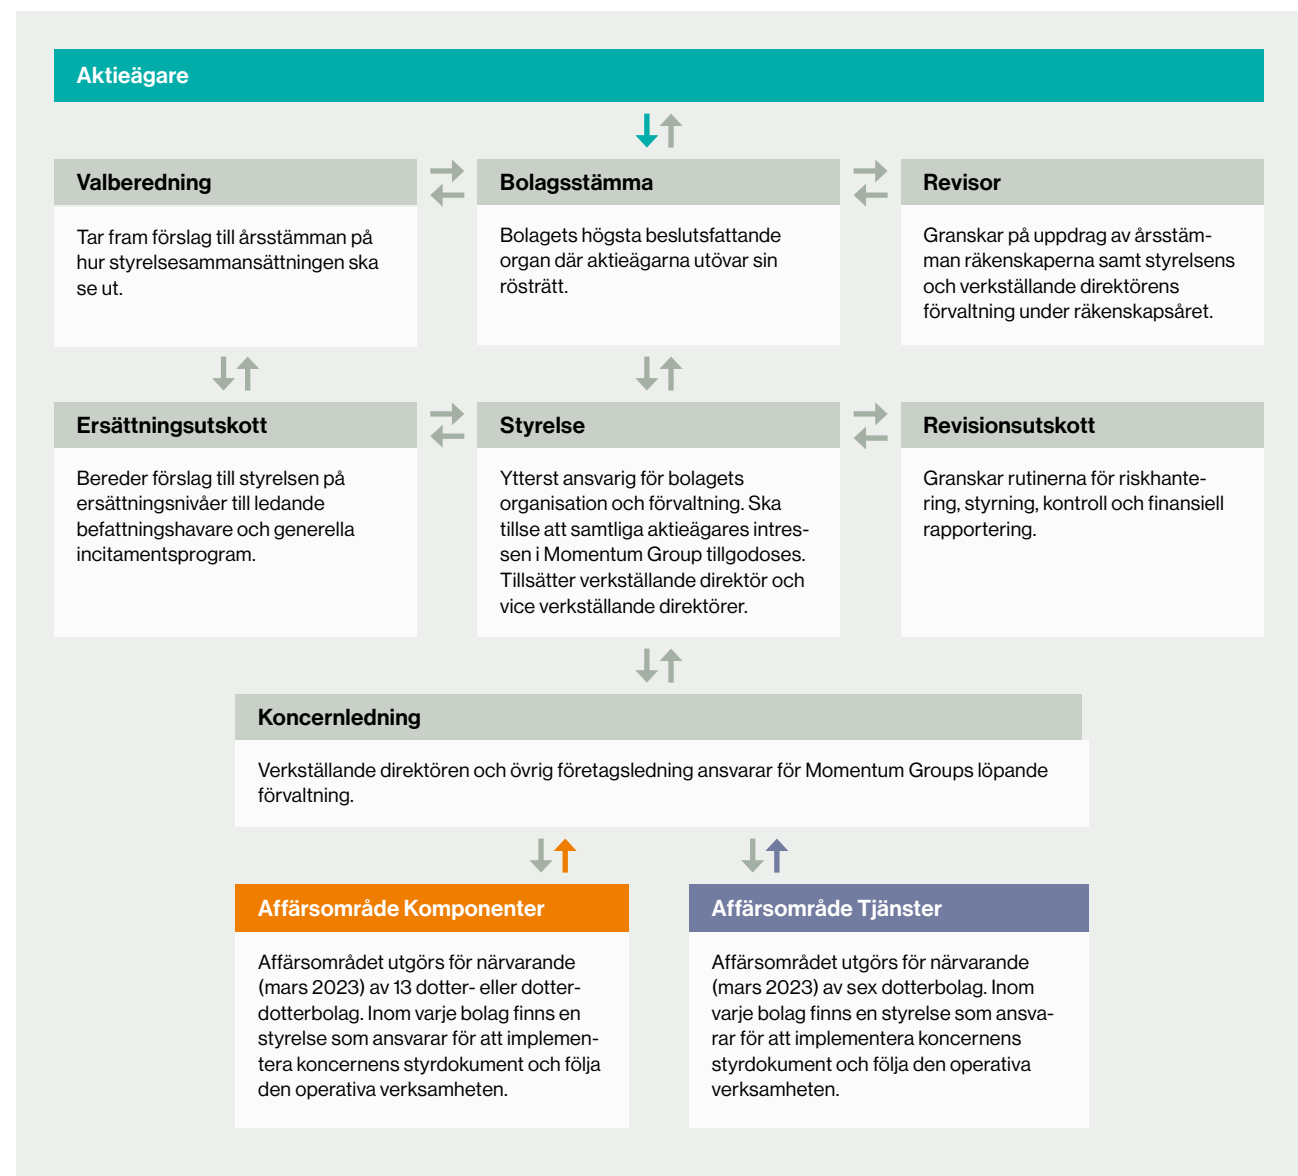 Aktieägare
Valberedning
Tar fram förslag till årsstämman på
hur styrelsesammansättningen ska
se ut.
Bolagsstämma
Bolagets högsta beslutsfattande
organ där aktieägarna utövar sin
rösträtt.
Revisor
Granskar på uppdrag av årsstäm-
man räkenskaperna samt styrelsens
och verkställande direktörens
förvaltning under räkenskapsåret.
Ersättningsutskott
Bereder förslag till styrelsen på
ersättningsnivåer till ledande
befattningshavare och generella
incitamentsprogram.
Styrelse
Ytterst ansvarig för bolagets
organisation och förvaltning. Ska
tillse att samtliga aktieägares intres-
sen i Momentum Group tillgodoses.
Tillsätter verkställande direktör och
vice verkställande direktörer.
Revisionsutskott
Granskar rutinerna för riskhante-
ring, styrning, kontroll och finansiell
rapportering.
Koncernledning
Verkställande direktören och övrig företagsledning ansvarar för Momentum Groups löpande
förvaltning.
Affärsområde Komponenter
Affärsområdet utgörs för närvarande
(mars 2023) av 13 dotter- eller dotter-
dotterbolag. Inom varje bolag finns en
styrelse som ansvarar för att implemen-
tera koncernens styrdokument och följa
den operativa verksamheten.
Affärsområde Tjänster
Affärsområdet utgörs för närvarande
(mars 2023) av sex dotterbolag. Inom
varje bolag finns en styrelse som ansva-
rar för att implementera koncernens
styrdokument och följa den operativa
verksamheten.